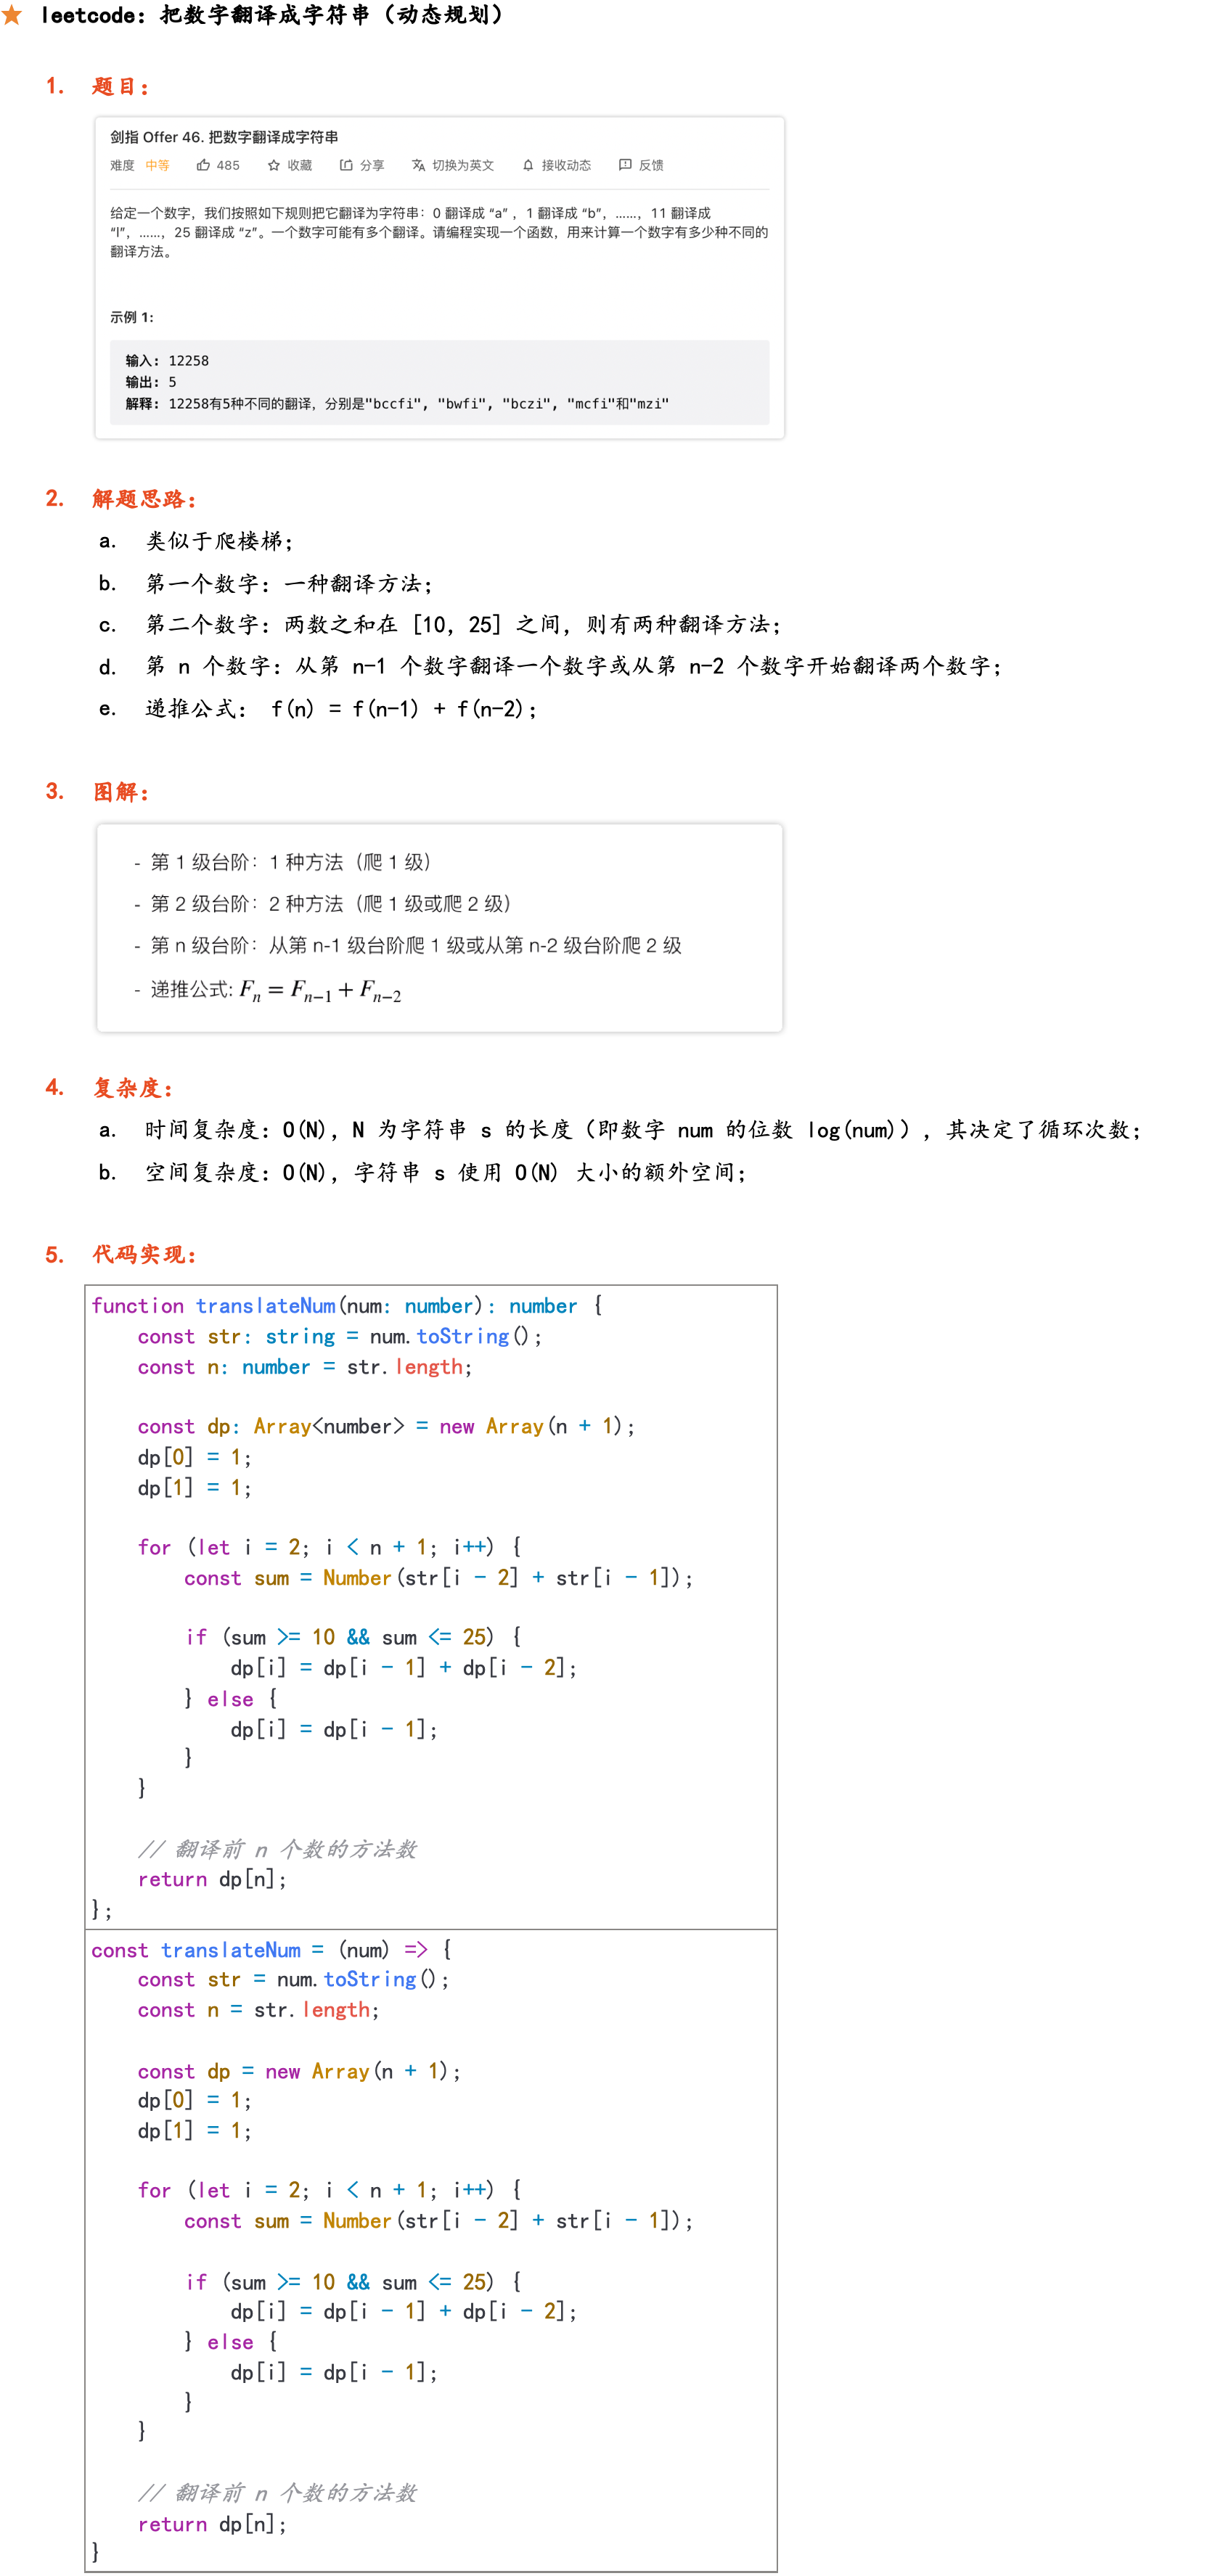 leetcode: 把数字翻译成字符串 (动态规划)
1. 题目:
剑指 Offer 46. 把数字翻译成字符串
难度 中等 485 收藏 分享 切换为英文 接收动态 反馈
给定一个数字，我们按照如下规则把它翻译为字符串：0 翻译成 “a” ，1 翻译成 “b”，……，11 翻译成
“l”，……，25 翻译成 “z”。一个数字可能有多个翻译。请编程实现一个函数，用来计算一个数字有多少种不同的
翻译方法。
示例 1:
输入: 12258
输出: 5
解释: 12258有5种不同的翻译，分别是"bccfi", "bwfi", "bczi", "mcfi"和"mzi"
2. 解题思路:
a. 类似于爬楼梯;
b. 第一个数字: 一种翻译方法;
c. 第二个数字: 两数之和在 [10, 25] 之间, 则有两种翻译方法;
d. 第 n 个数字: 从第 n-1 个数字翻译一个数字或从第 n-2 个数字开始翻译两个数字;
e. 递推公式: f(n) = f(n-1) + f(n-2);
3. 图解:
- 第 1 级台阶：1 种方法（爬 1 级）
- 第 2 级台阶：2 种方法（爬 1 级或爬 2 级）
- 第 n 级台阶：从第 n-1 级台阶爬 1 级或从第 n-2 级台阶爬 2 级
- 递推公式: Fn = Fn−1 + Fn−2
4. 复杂度:
a. 时间复杂度: O(N), N 为字符串 s 的长度 (即数字 num 的位数 log(num)) , 其决定了循环次数;
b. 空间复杂度: O(N), 字符串 s 使用 O(N) 大小的额外空间;
5. 代码实现:
function translateNum(num: number): number {
const str: string = num.toString();
const n: number = str.length;
const dp: Array<number> = new Array(n + 1);
dp[0] = 1;
dp[1] = 1;
for (let i = 2; i < n + 1; i++) {
const sum = Number(str[i - 2] + str[i - 1]);
if (sum >= 10 && sum <= 25) {
dp[i] = dp[i - 1] + dp[i - 2];
} else {
dp[i] = dp[i - 1];
}
}
// 翻译前 n 个数的方法数
return dp[n];
};
const translateNum = (num) => {
const str = num.toString();
const n = str.length;
const dp = new Array(n + 1);
dp[0] = 1;
dp[1] = 1;
for (let i = 2; i < n + 1; i++) {
const sum = Number(str[i - 2] + str[i - 1]);
if (sum >= 10 && sum <= 25) {
dp[i] = dp[i - 1] + dp[i - 2];
} else {
dp[i] = dp[i - 1];
}
}
// 翻译前 n 个数的方法数
return dp[n];
}